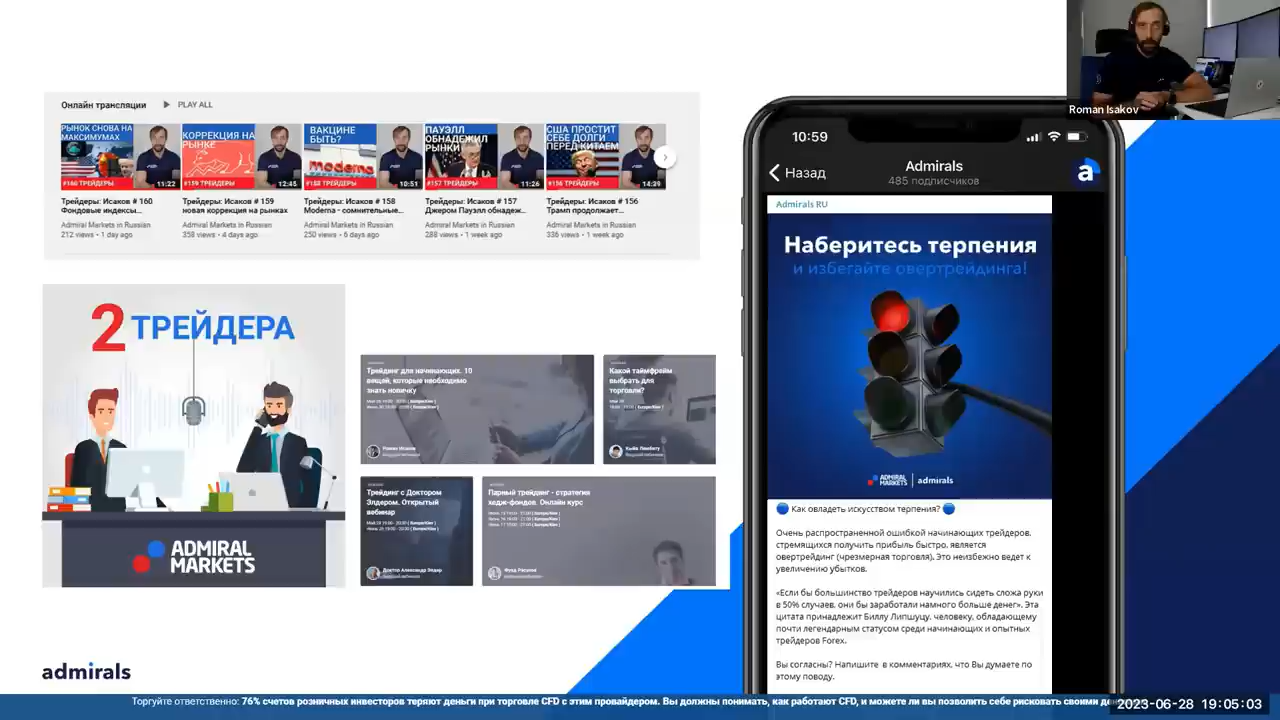 Roman Isakov
Онлайн трансляции
PLAY ALL
РЫНОК СНОВА НА
МАКСИМУМАХ
#160 ТРЕЙДЕРЫ
11:22
КОРРЕКЦИЯ НА
РЫНКЕ
#159 ТРЕЙДЕРЫ
12:45
ВАКЦИНЕ
БЫТЬ?
moderna
#158 ТРЕЙДЕРЫ
10:51
ПАУЭЛЛ
ОБНАДЕЖИЛ
РЫНКИ
#157 ТРЕЙДЕРЫ
11:26
США ПРОСТИТ
СЕБЕ ДОЛГИ
ПЕРЕД КИТАЕМ
#156 ТРЕЙДЕРЫ
14:39
Трейдеры: Исаков # 160
Фондовые индексы...
Admiral Markets in Russian
212 views • 1 day ago
Трейдеры: Исаков # 159
новая коррекция на рынках
Admiral Markets in Russian
358 views • 4 days ago
Трейдеры: Исаков # 158
Moderna - сомнительные...
Admiral Markets in Russian
250 views • 6 days ago
Трейдеры: Исаков # 157
Джером Пауэлл обнадеж...
Admiral Markets in Russian
288 views • 1 week ago
Трейдеры: Исаков # 156
Трамп продолжает...
Admiral Markets in Russian
336 views • 1 week ago
2 ТРЕЙДЕРА
ADMIRAL
MARKETS
Трейдинг для начинающих. 10
вещей, которые необходимо
знать новичку
Роман Исаков
Какой таймфрейм
выбрать для
торговли?
Трейдинг с Доктором
Элдером. Открытый
вебинар
Доктор Александр Элдер
Парный трейдинг - стратегия
хедж-фондов. Онлайн курс
admirals
10:59
Назад
Admirals
485 подписчиков
a
Admirals RU
Наберитесь терпения
и избегайте овертрейдинга!
ADMIRAL
MARKETS
admirals
Как овладеть искусством терпения?
Очень распространенной ошибкой начинающих трейдеров,
стремящихся получить прибыль быстро, является
овертрейдинг (чрезмерная торговля). Это неизбежно ведет к
увеличению убытков.
«Если бы большинство трейдеров научились сидеть сложа руки
в 50% случаев, они бы заработали намного больше денег». Эта
цитата принадлежит Биллу Липшуцу, человеку, обладающему
почти легендарным статусом среди начинающих и опытных
трейдеров Forex.
Вы согласны? Напишите в комментариях, что Вы думаете по
этому поводу.
Торгуйте ответственно: 76% счетов розничных инвесторов теряют деньги при торговле CFD с этим провайдером. Вы должны понимать, как работают CFD, и можете ли вы позволить себе рисковать своими
2023-06-28 19:05:03